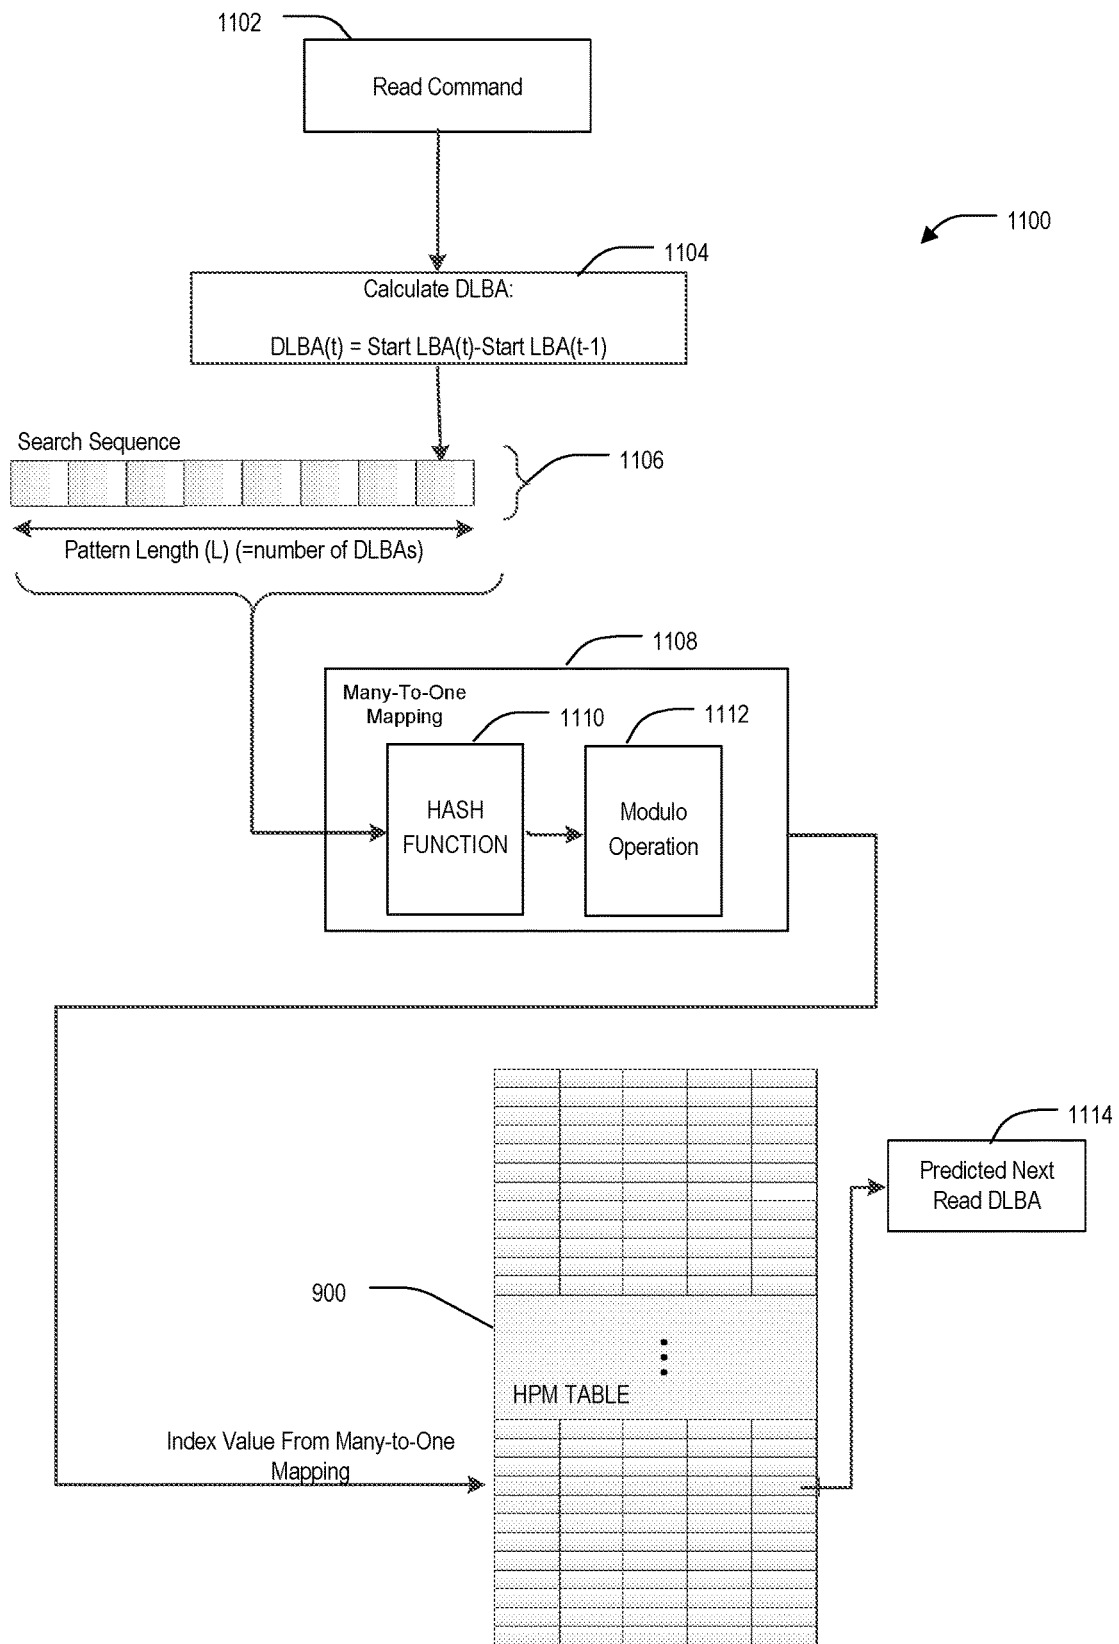 1102
Read Command
1100
1104
Calculate DLBA:
DLBA(t) = Start LBA(t)-Start LBA(t-1)
Search Sequence
1106
Pattern Length (L) (=number of DLBAs)
1108
Many-To-One
Mapping
1110
1112
HASH
FUNCTION
Modulo
Operation
1114
Predicted Next
Read DLBA
900
HPM TABLE
Index Value From Many-to-One
Mapping